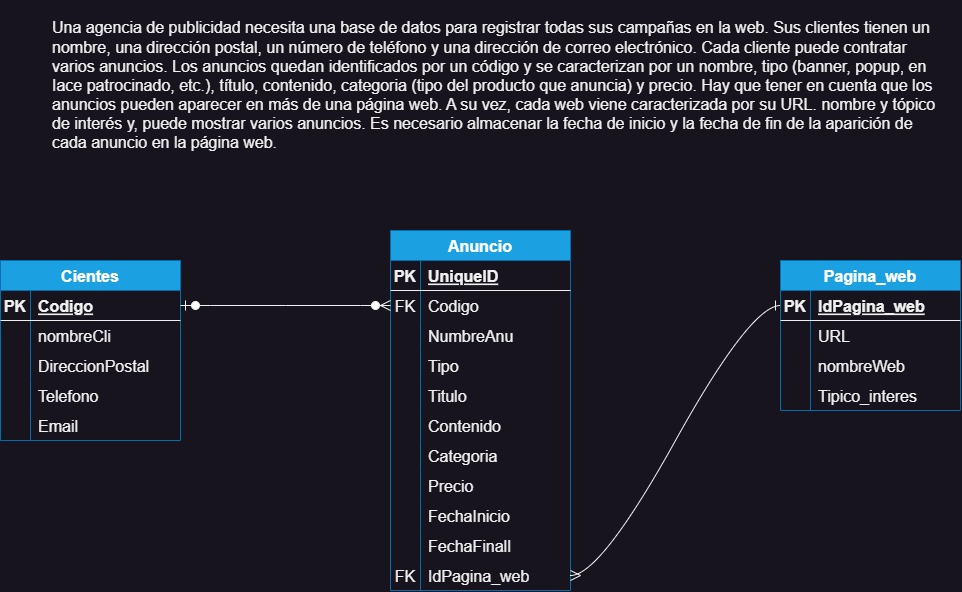 Una agencia de publicidad necesita una base de datos para registrar todas sus campañas en la web. Sus clientes tienen un
nombre, una dirección postal, un número de teléfono y una dirección de correo electrónico. Cada cliente puede contratar
varios anuncios. Los anuncios quedan identificados por un código y se caracterizan por un nombre, tipo (banner, popup, en
lace patrocinado, etc.), título, contenido, categoria (tipo del producto que anuncia) y precio. Hay que tener en cuenta que los
anuncios pueden aparecer en más de una página web. A su vez, cada web viene caracterizada por su URL. nombre y tópico
de interés y, puede mostrar varios anuncios. Es necesario almacenar la fecha de inicio y la fecha de fin de la aparición de
cada anuncio en la página web.
Cientes
PK Codigo
nombreCli
DireccionPostal
Telefono
Email
Anuncio
PK UniqueID
FK Codigo
NumbreAnu
Tipo
Titulo
Contenido
Categoria
Precio
FechaInicio
FechaFinall
FK IdPagina_web
Pagina_web
PK IdPagina_web
URL
nombreWeb
Tipico_interes